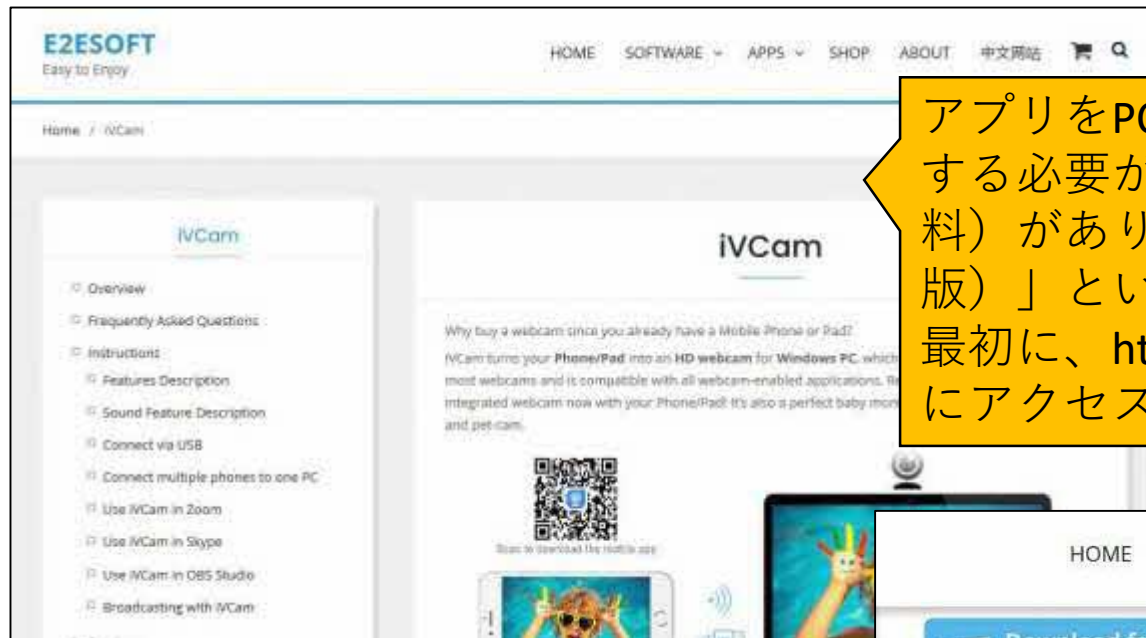 E2ESOFT
Easy to Enjoy
HOME SOFTWARE APPS SHOP ABOUT 中文网站
Home / iVCam
iVCam
Overview
Frequently Asked Questions
Instructions
Features Description
Sound Feature Description
Connect via USB
Connect multiple phones to one PC
Use iVCam in Zoom
Use iVCam in Skype
Use iVCam in OBS Studio
Broadcasting with iVCam
iVCam
Why buy a webcam since you already have a Mobile Phone or Pad?
iVCam turns your Phone/Pad into an HD webcam for Windows PC, which
most webcams and it is compatible with all webcam-enabled applications.
integrated webcam now with your Phone/Pad! It's also a perfect baby
and pet-cam.
Scan to download the mobile app
アプリをPC
する必要か
料）があり
版）」とい
最初に、ht
にアクセス
HOME